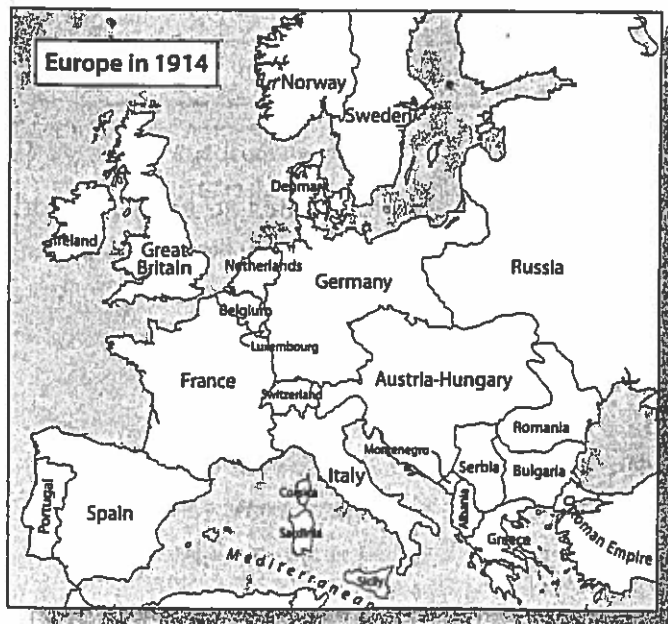 Europe in 1914
Norway
Sweden
Denmark
Ireland
Great
Britain
Netherlands
Germany
Russia
Belgium
Luxembourg
France
Austria-Hungary
Switzerland
Romania
Montenegro
Serbia
Bulgaria
Italy
Portugal
Spain
Corsica
Sardinia
Albania
Greece
Ottoman Empire
Sicily
Mediterranean